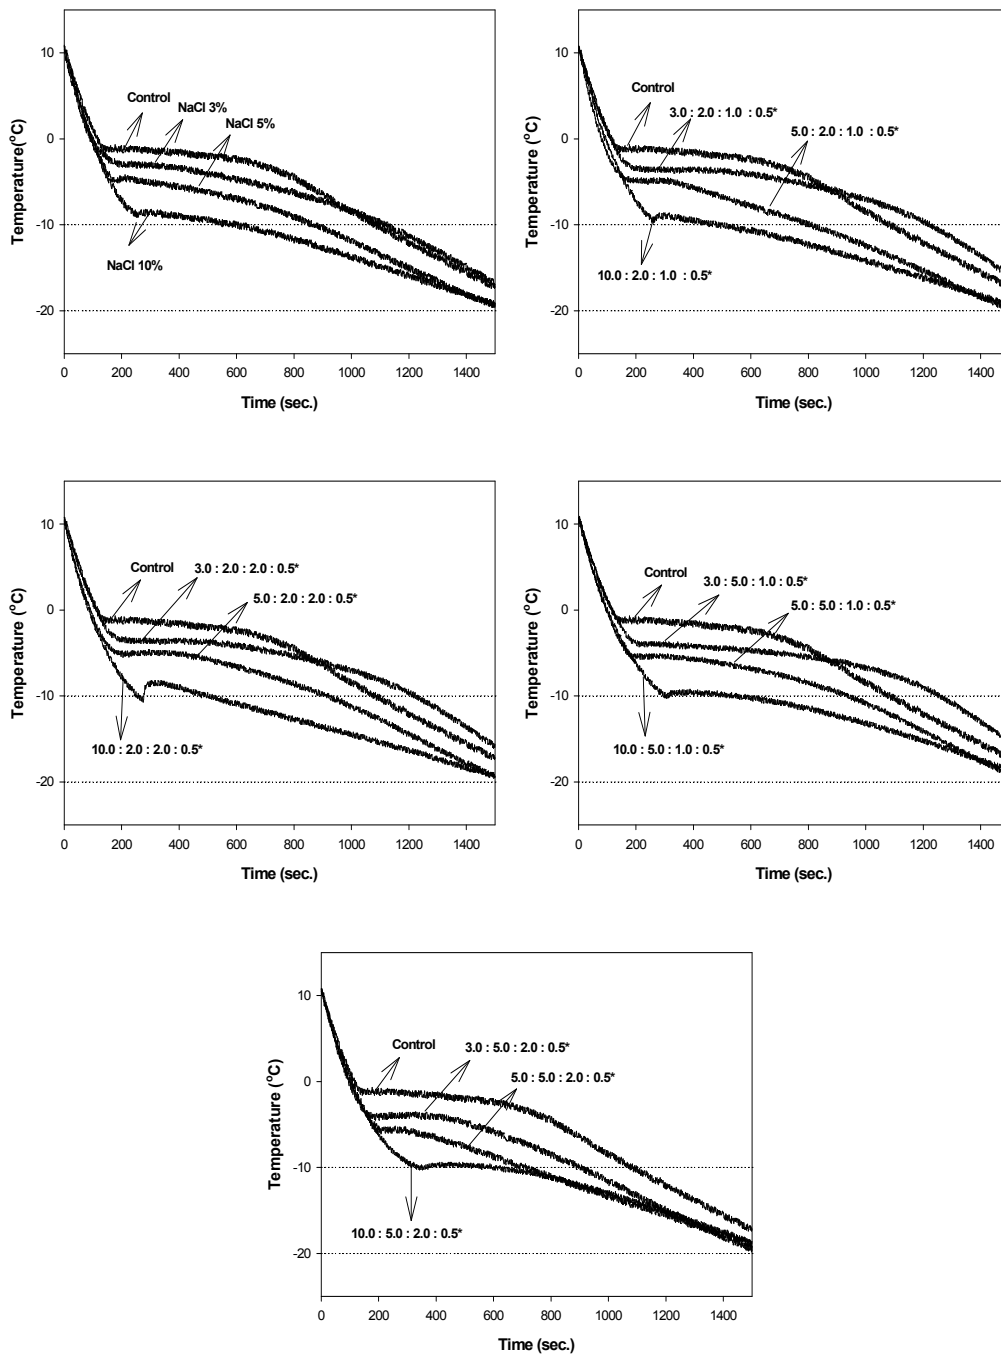 10
0
-10
-20
Temperature(°C)
Control
NaCl 3%
NaCl 5%
NaCl 10%
0 200 400 600 800 1000 1200 1400
Time (sec.)
10
0
-10
-20
Temperature (°C)
Control
3.0 : 2.0 : 1.0 : 0.5*
5.0 : 2.0 : 1.0 : 0.5*
10.0 : 2.0 : 1.0 : 0.5*
0 200 400 600 800 1000 1200 1400
Time (sec.)
10
0
-10
-20
Temperature (°C)
Control
3.0 : 2.0 : 2.0 : 0.5*
5.0 : 2.0 : 2.0 : 0.5*
10.0 : 2.0 : 2.0 : 0.5*
0 200 400 600 800 1000 1200 1400
Time (sec.)
10
0
-10
-20
Temperature (°C)
Control
3.0 : 5.0 : 1.0 : 0.5*
5.0 : 5.0 : 1.0 : 0.5*
10.0 : 5.0 : 1.0 : 0.5*
0 200 400 600 800 1000 1200 1400
Time (sec.)
10
0
-10
-20
Temperature (°C)
Control
3.0 : 5.0 : 2.0 : 0.5*
5.0 : 5.0 : 2.0 : 0.5*
10.0 : 5.0 : 2.0 : 0.5*
0 200 400 600 800 1000 1200 1400
Time (sec.)